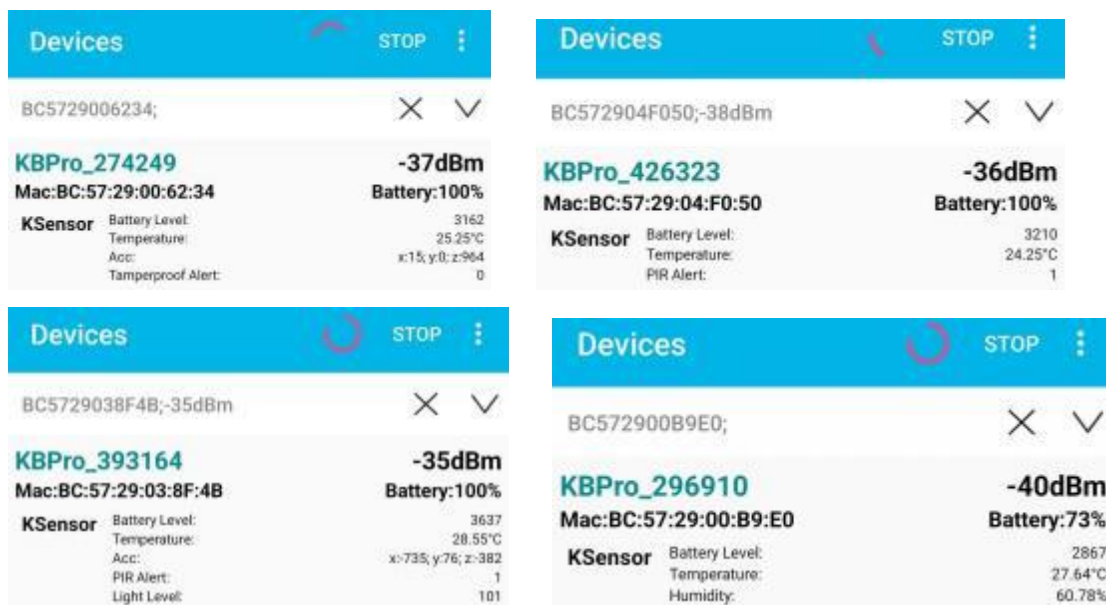 Devices STOP
BC5729006234;
KBPro_274249 -37dBm
Mac:BC:57:29:00:62:34 Battery:100%
KSensor Battery Level: 3162
Temperature: 25.25°C
Acc: x:15; y:0; z:964
Tamperproof Alert: 0
Devices STOP
BC572904F050;-38dBm
KBPro_426323 -36dBm
Mac:BC:57:29:04:F0:50 Battery:100%
KSensor Battery Level: 3210
Temperature: 24.25°C
PIR Alert: 1
Devices STOP
BC5729038F4B;-35dBm
KBPro_393164 -35dBm
Mac:BC:57:29:03:8F:4B Battery:100%
KSensor Battery Level: 3637
Temperature: 28.55°C
Acc: x:-735; y:76; z:-382
PIR Alert: 1
Light Level: 101
Devices STOP
BC572900B9E0;
KBPro_296910 -40dBm
Mac:BC:57:29:00:B9:E0 Battery:73%
KSensor Battery Level: 2867
Temperature: 27.64°C
Humidity: 60.78%